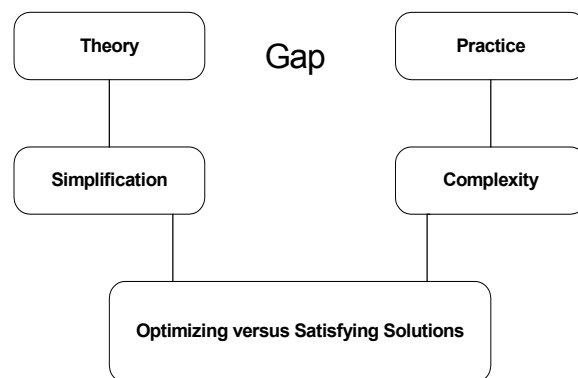 Theory
Gap
Practice
Simplification
Complexity
Optimizing versus Satisfying Solutions